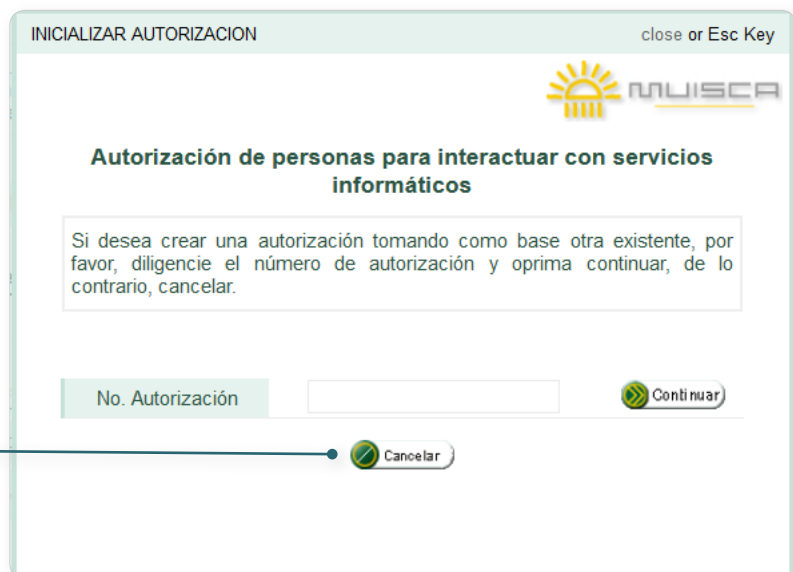 INICIALIZAR AUTORIZACION close or Esc Key
MUISCA
Autorización de personas para interactuar con servicios
informáticos
Si desea crear una autorización tomando como base otra existente, por
favor, diligencie el número de autorización y oprima continuar, de lo
contrario, cancelar.
No. Autorización Continuar
Cancelar